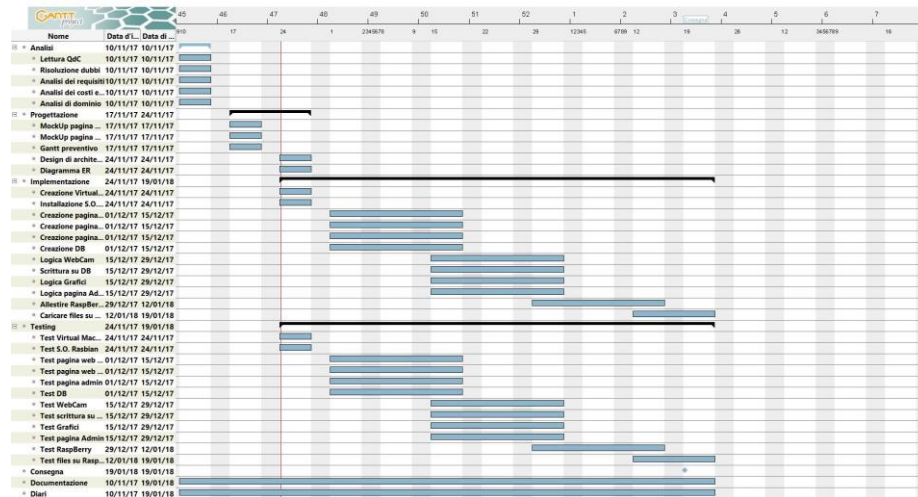 GANTT project
45 46 47 48 49 50 51 52 1 2 3 4 5 6 7
Consegna
Nome Data d'i... Data di ...
910 17 24 1 2345678 9 15 22 29 12345 6789 12 19 26 12 3456789 16
Analisi 10/11/17 10/11/17
Lettura QdC 10/11/17 10/11/17
Risoluzione dubbi 10/11/17 10/11/17
Analisi dei requisiti 10/11/17 10/11/17
Analisi dei costi e... 10/11/17 10/11/17
Analisi di dominio 10/11/17 10/11/17
Progettazione 17/11/17 24/11/17
MockUp pagina ... 17/11/17 17/11/17
MockUp pagina ... 17/11/17 17/11/17
Gantt preventivo 17/11/17 17/11/17
Design di archite... 24/11/17 24/11/17
Diagramma ER 24/11/17 24/11/17
Implementazione 24/11/17 19/01/18
Creazione Virtual... 24/11/17 24/11/17
Installazione S.O.... 24/11/17 24/11/17
Creazione pagina... 01/12/17 15/12/17
Creazione pagina... 01/12/17 15/12/17
Creazione pagina... 01/12/17 15/12/17
Creazione DB 01/12/17 15/12/17
Logica WebCam 15/12/17 29/12/17
Scrittura su DB 15/12/17 29/12/17
Logica Grafici 15/12/17 29/12/17
Logica pagina Ad... 15/12/17 29/12/17
Allestire RaspBer... 29/12/17 12/01/18
Caricare files su ... 12/01/18 19/01/18
Testing 24/11/17 19/01/18
Test Virtual Mac... 24/11/17 24/11/17
Test S.O. Rasbian 24/11/17 24/11/17
Test pagina web ... 01/12/17 15/12/17
Test pagina web ... 01/12/17 15/12/17
Test pagina admin 01/12/17 15/12/17
Test DB 01/12/17 15/12/17
Test WebCam 15/12/17 29/12/17
Test scrittura su ... 15/12/17 29/12/17
Test Grafici 15/12/17 29/12/17
Test pagina Admin 15/12/17 29/12/17
Test RaspBerry 29/12/17 12/01/18
Test files su Rasp... 12/01/18 19/01/18
Consegna 19/01/18 19/01/18
Documentazione 10/11/17 19/01/18
Diari 10/11/17 19/01/18